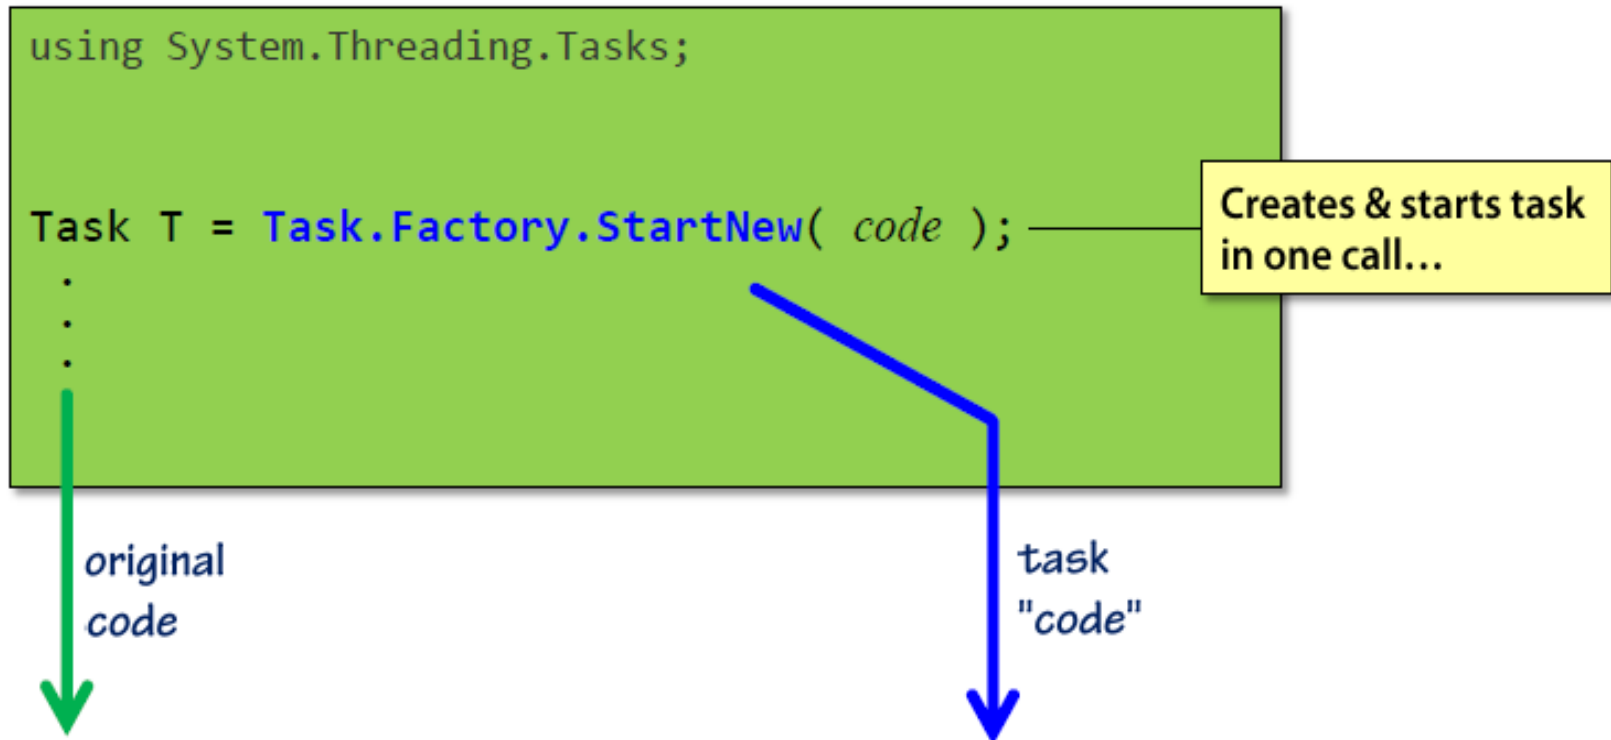 using System.Threading.Tasks;
Task T = Task.Factory.StartNew( code );
Creates & starts task
in one call…
.
.
.
original
code
task
"code"